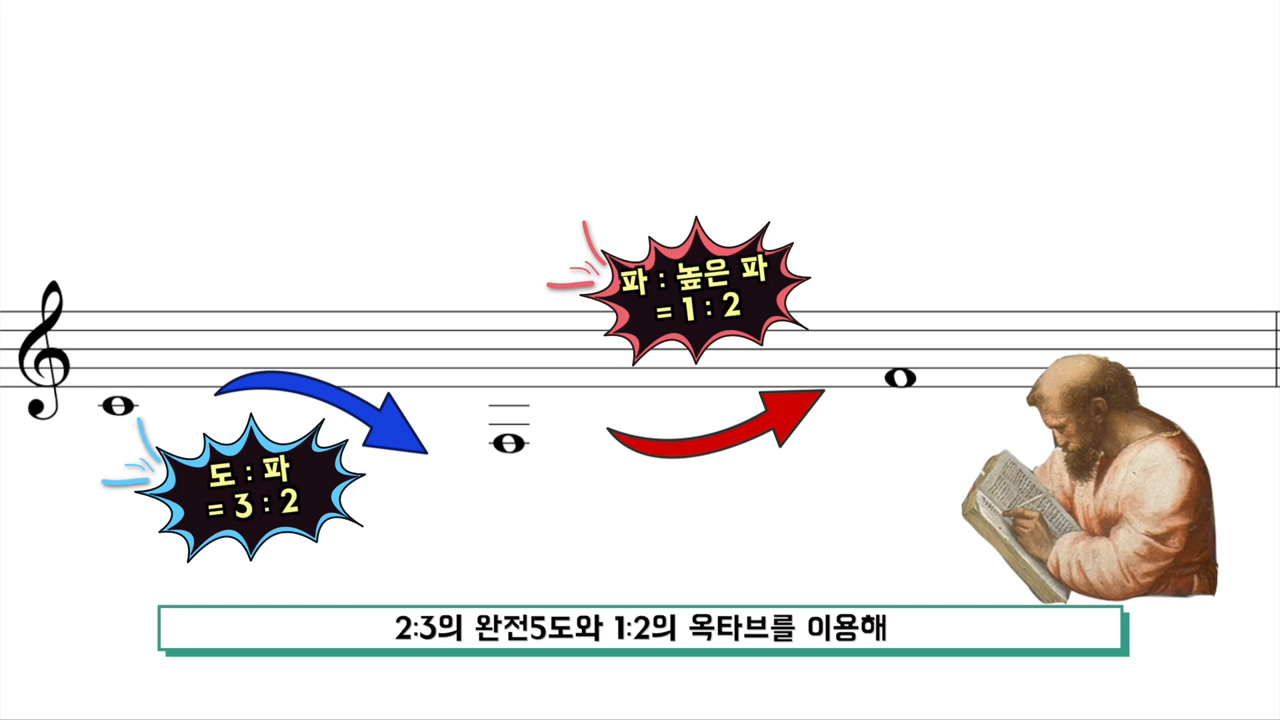 파 : 높은 파
= 1 : 2
도 : 파
= 3 : 2
2:3의 완전5도와 1:2의 옥타브를 이용해